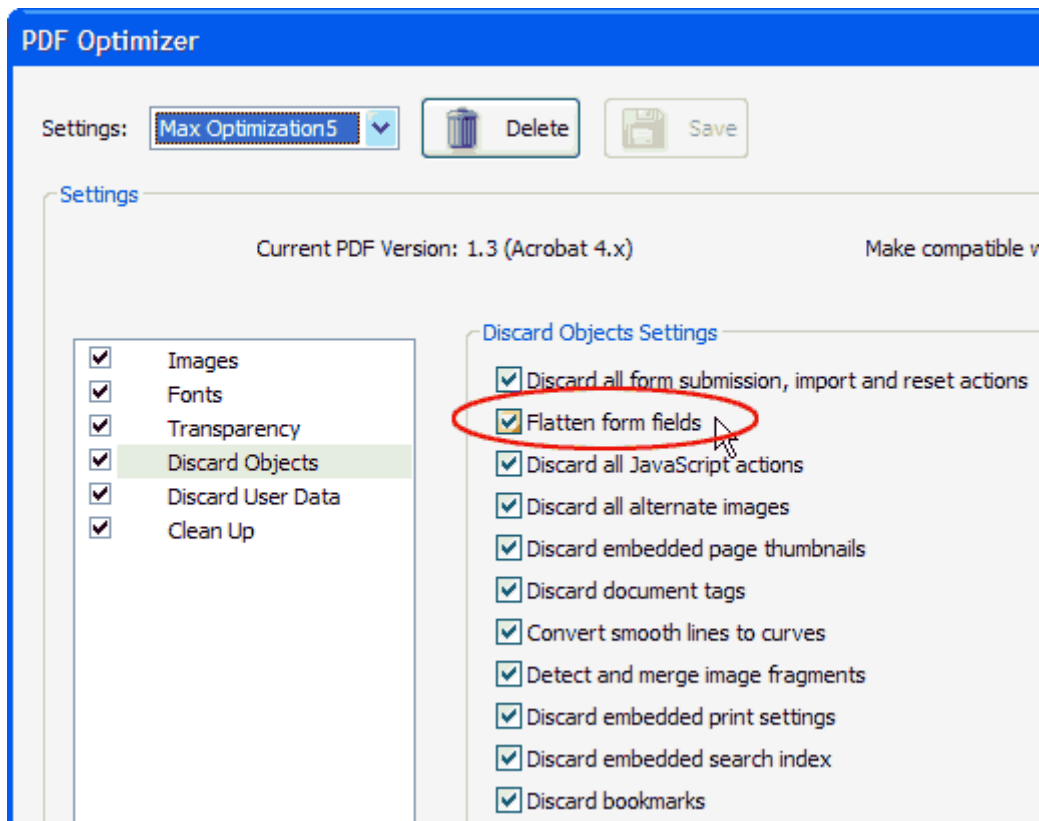 PDF Optimizer
Settings: Max Optimization5 Delete Save
Settings
Current PDF Version: 1.3 (Acrobat 4.x) Make compatible
Images
Fonts
Transparency
Discard Objects
Discard User Data
Clean Up
Discard Objects Settings
Discard all form submission, import and reset actions
Flatten form fields
Discard all JavaScript actions
Discard all alternate images
Discard embedded page thumbnails
Discard document tags
Convert smooth lines to curves
Detect and merge image fragments
Discard embedded print settings
Discard embedded search index
Discard bookmarks